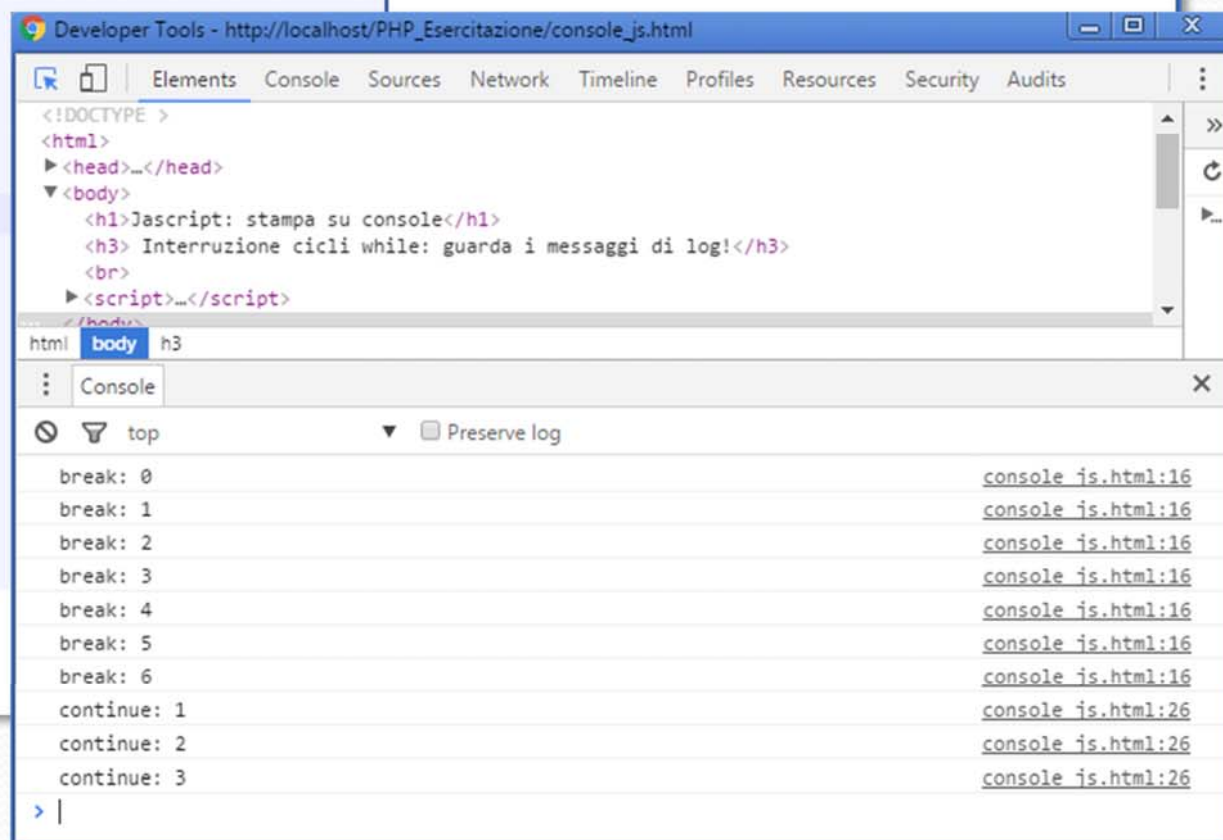 Developer Tools - http://localhost/PHP_Esercitazione/console_js.html
Elements Console Sources Network Timeline Profiles Resources Security Audits
<!DOCTYPE >
<html>
<head>…</head>
<body>
<h1>Jascript: stampa su console</h1>
<h3> Interruzione cicli while: guarda i messaggi di log!</h3>
<br>
<script>…</script>
</body>
html body h3
Console
top Preserve log
break: 0 console_js.html:16
break: 1 console_js.html:16
break: 2 console_js.html:16
break: 3 console_js.html:16
break: 4 console_js.html:16
break: 5 console_js.html:16
break: 6 console_js.html:16
continue: 1 console_js.html:26
continue: 2 console_js.html:26
continue: 3 console_js.html:26